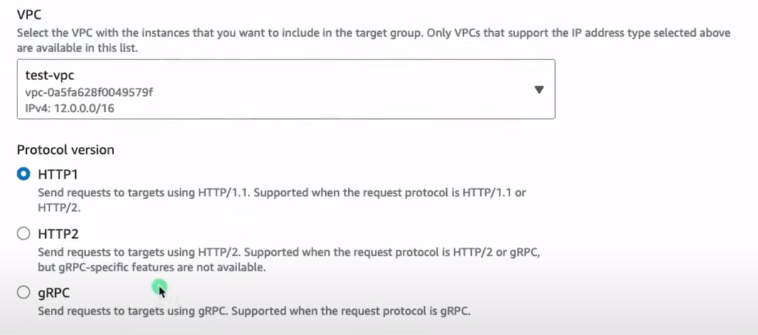 VPC
Select the VPC with the instances that you want to include in the target group. Only VPCs that support the IP address type selected above
are available in this list.
test-vpc
vpc-0a5fa628f0049579f
IPv4: 12.0.0.0/16
Protocol version
HTTP1
Send requests to targets using HTTP/1.1. Supported when the request protocol is HTTP/1.1 or
HTTP/2.
HTTP2
Send requests to targets using HTTP/2. Supported when the request protocol is HTTP/2 or gRPC,
but gRPC-specific features are not available.
gRPC
Send requests to targets using gRPC. Supported when the request protocol is gRPC.